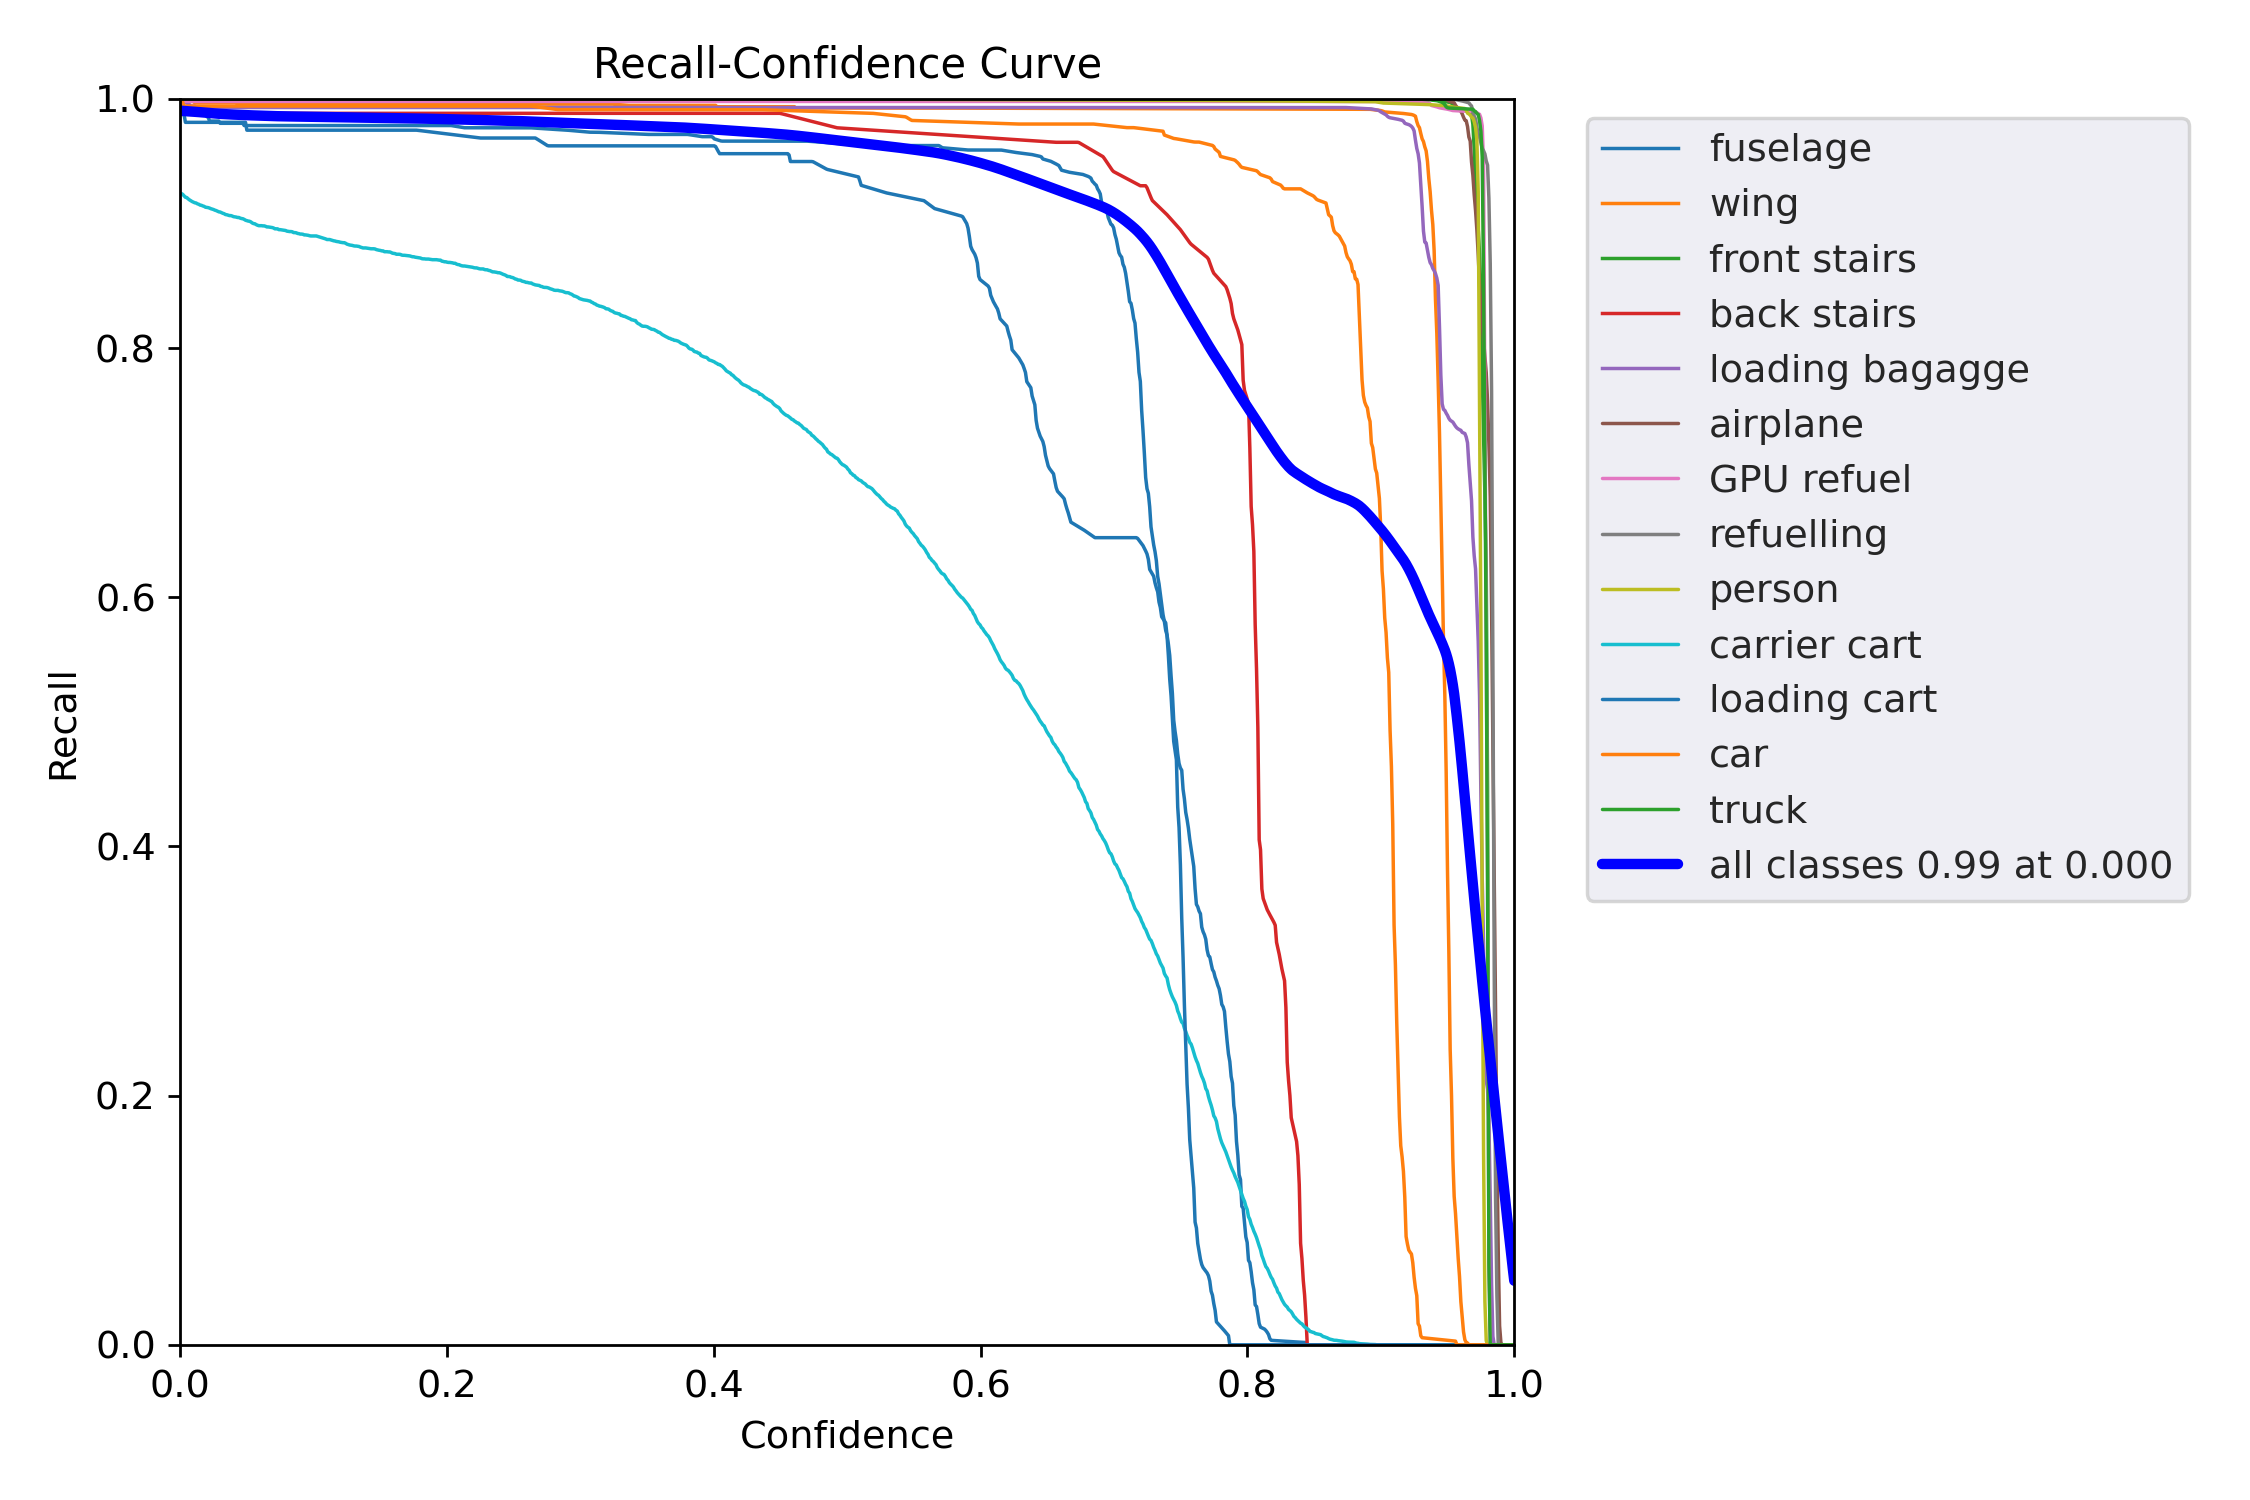 Recall-Confidence Curve
1.0
0.8
0.6
0.4
0.2
0.0
Recall
0.0 0.2 0.4 0.6 0.8 1.0
Confidence
fuselage
wing
front stairs
back stairs
loading bagagge
airplane
GPU refuel
refuelling
person
carrier cart
loading cart
car
truck
all classes 0.99 at 0.000